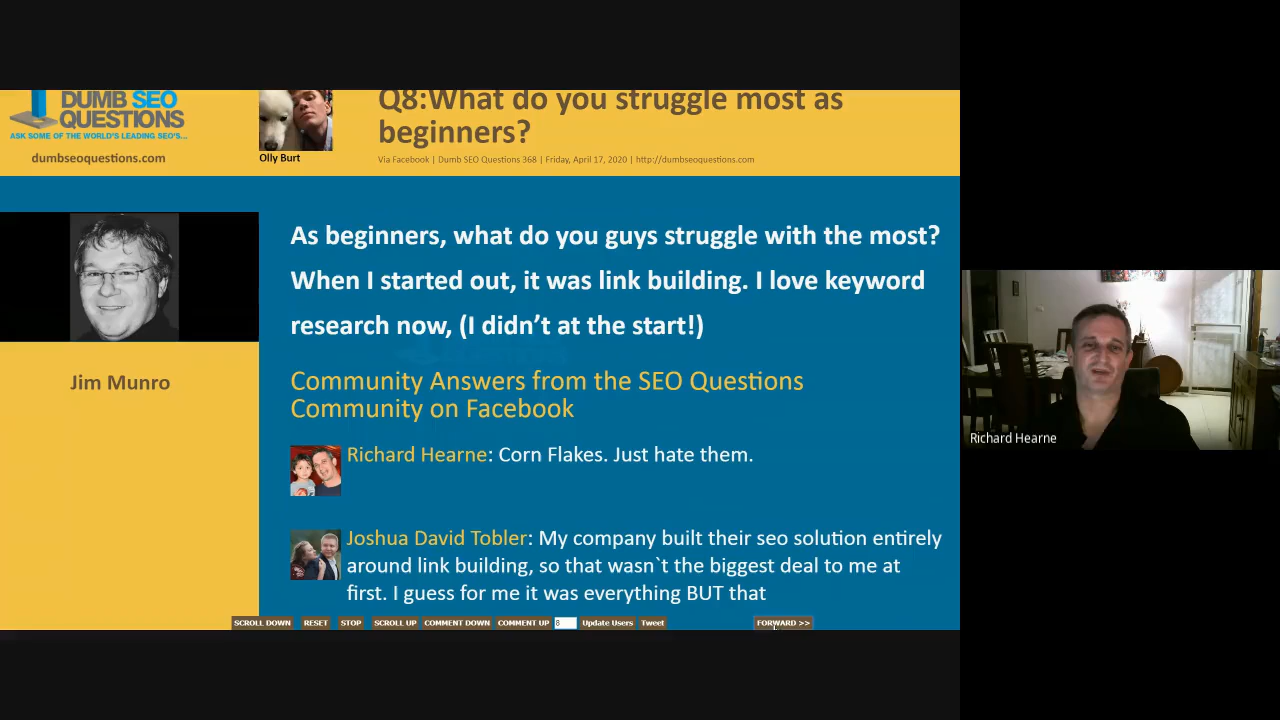 DUMB SEO
QUESTIONS
ASK SOME OF THE WORLD'S LEADING SEO'S...
dumbseoquestions.com
Olly Burt
Q8:What do you struggle most as
beginners?
Via Facebook | Dumb SEO Questions 368 | Friday, April 17, 2020 | http://dumbseoquestions.com
Jim Munro
As beginners, what do you guys struggle with the most?
When I started out, it was link building. I love keyword
research now, (I didn't at the start!)
Community Answers from the SEO Questions
Community on Facebook
Richard Hearne: Corn Flakes. Just hate them.
Joshua David Tobler: My company built their seo solution entirely
around link building, so that wasn`t the biggest deal to me at
first. I guess for me it was everything BUT that
SCROLL DOWN RESET STOP SCROLL UP COMMENT DOWN COMMENT UP 8 Update Users Tweet FORWARD >>
Richard Hearne